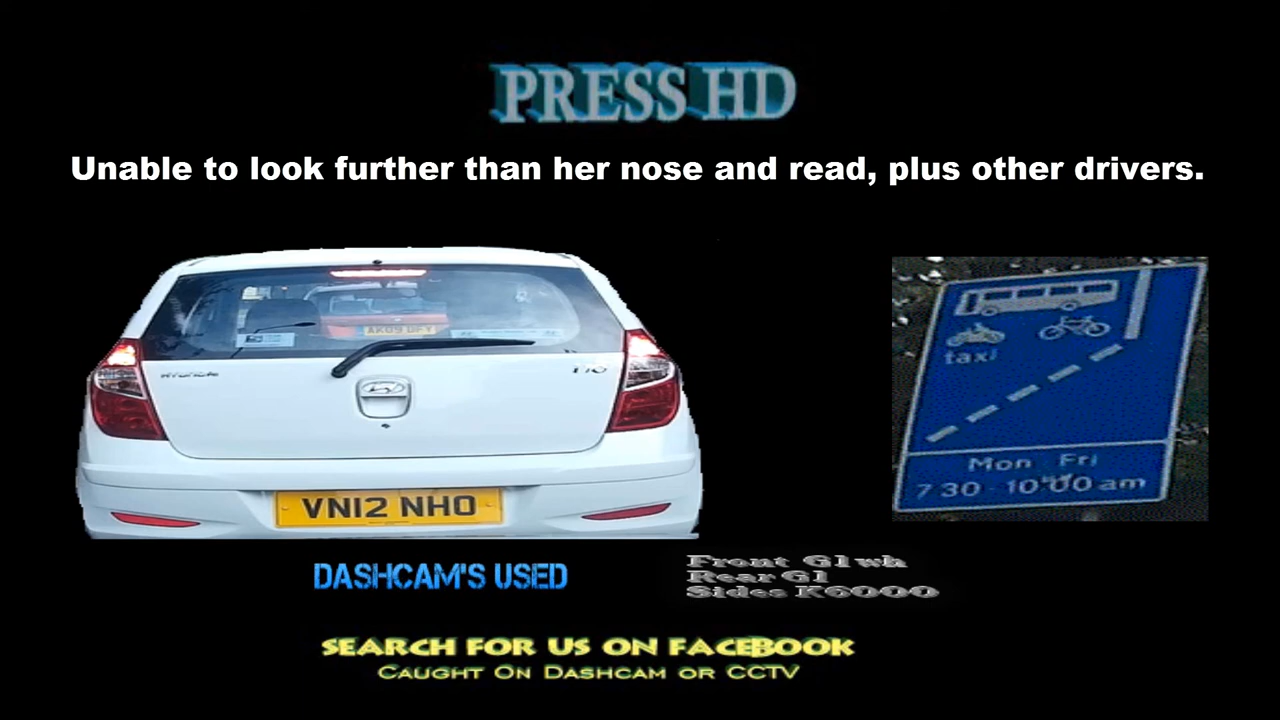 PRESS HD
Unable to look further than her nose and read, plus other drivers.
AK09
HYUNDAI
i10
VN12 NHO
taxi
Mon Fri
7 30 - 10 00 am
DASHCAM'S USED
Front G1wh
Rear G1
Sides K6000
SEARCH FOR US ON FACEBOOK
CAUGHT ON DASHCAM OR CCTV